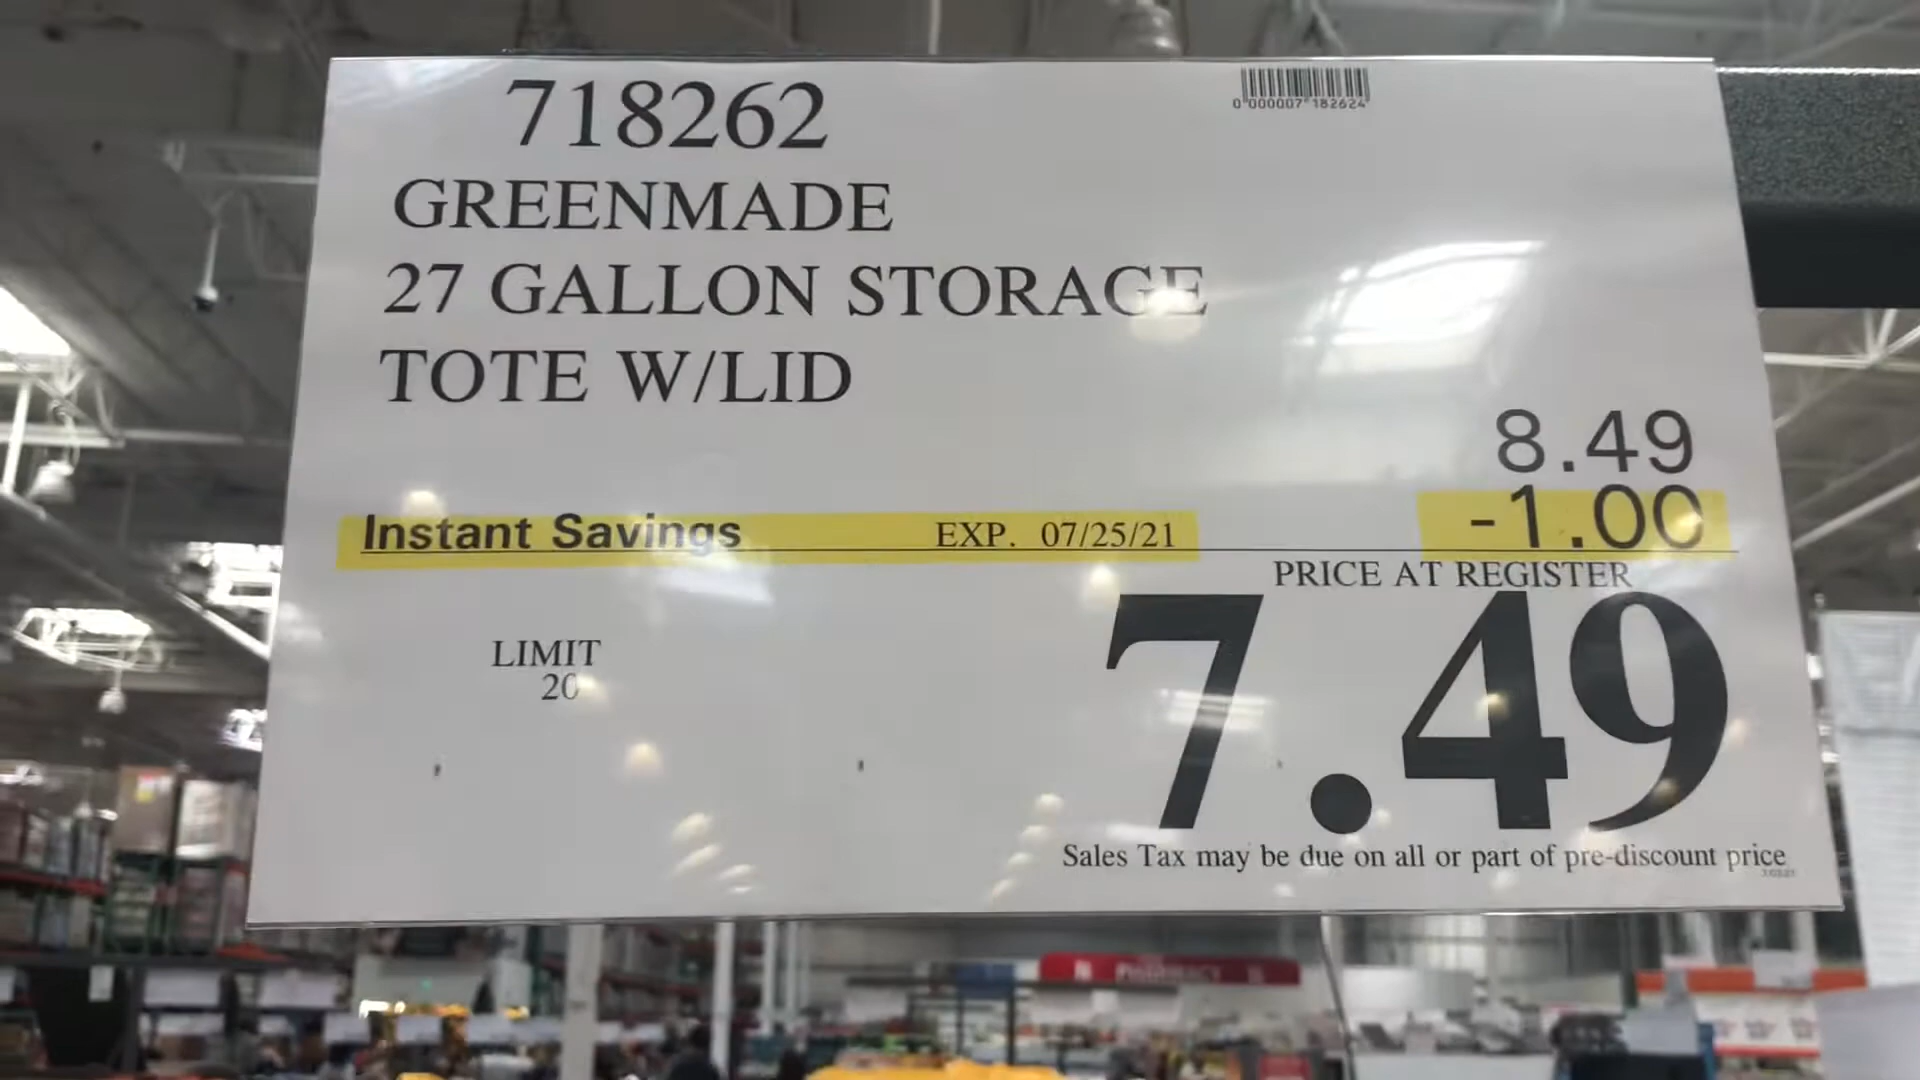 718262
0 000007 182624
GREENMADE
27 GALLON STORAGE
TOTE W/LID
8.49
Instant Savings EXP. 07/25/21 -1.00
PRICE AT REGISTER
7.49
LIMIT
20
Sales Tax may be due on all or part of pre-discount price
PHARMACY